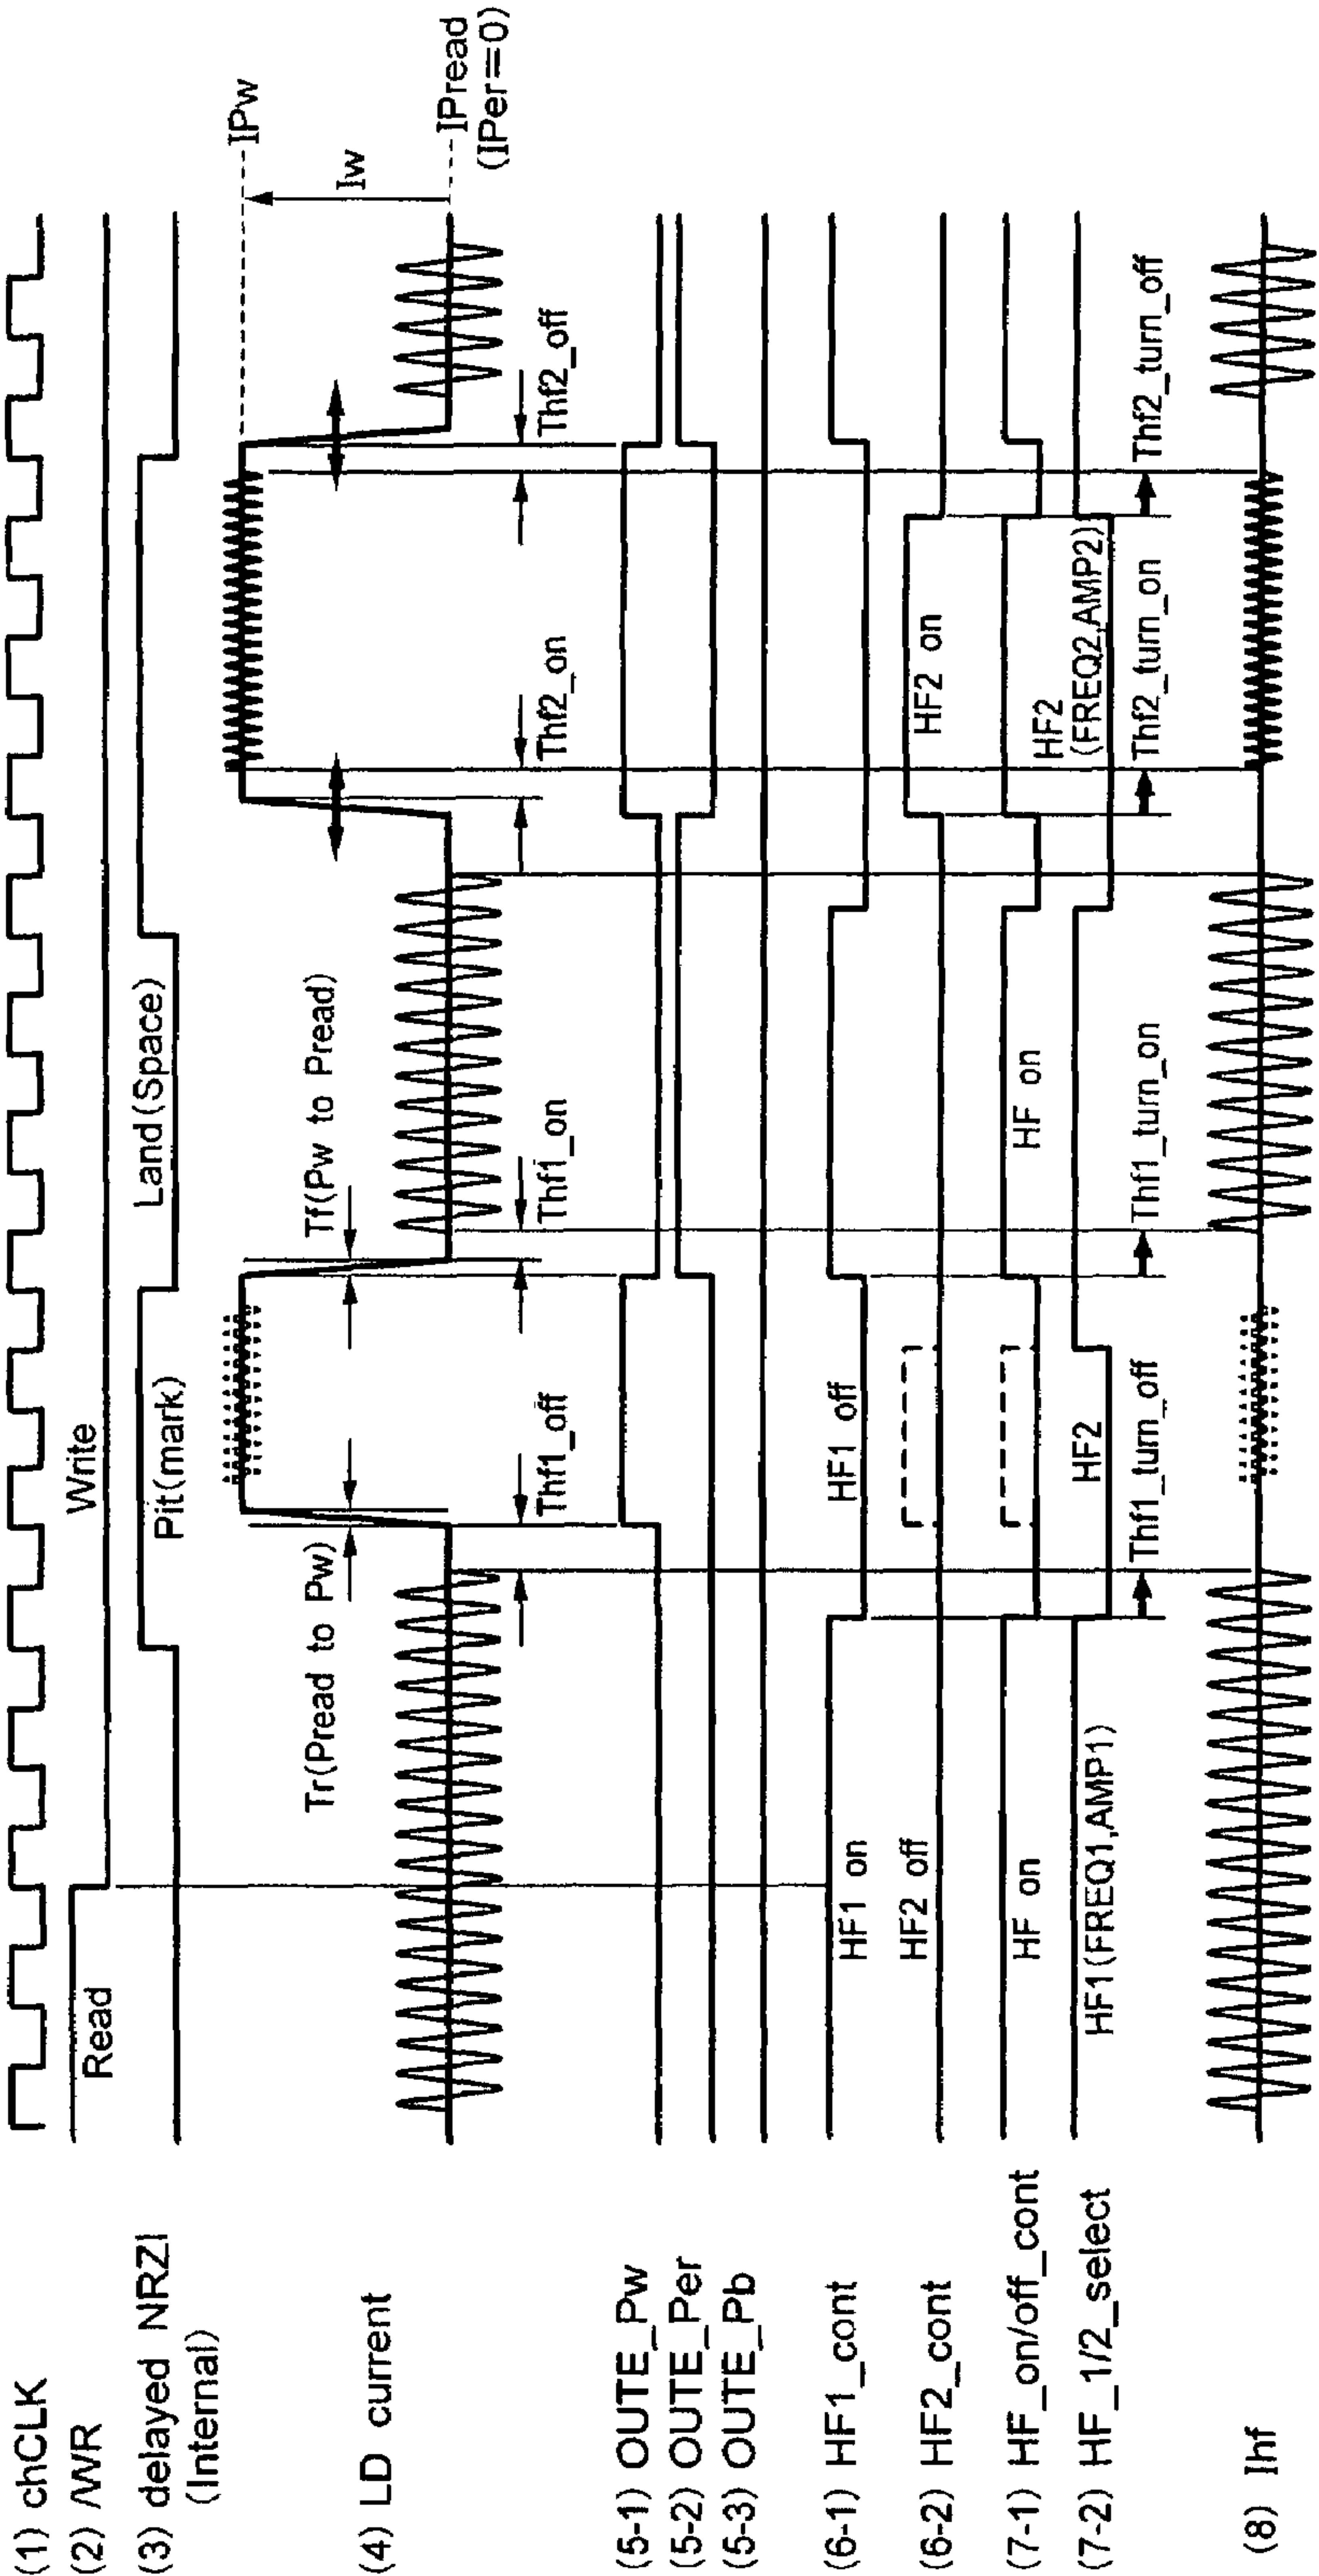 (1) chCLK
(2) /WR
Read
Write
(3) delayed NRZI
(Internal)
Pit(mark)
Land(Space)
(4) LD current
Tr(Pread to Pw)
Tf(Pw to Pread)
IPw
Iw
IPread
(IPer=0)
Thf1_off
Thf1_on
Thf2_on
Thf2_off
(5-1) OUTE_Pw
(5-2) OUTE_Per
(5-3) OUTE_Pb
(6-1) HF1_cont
HF1 on
HF1 off
(6-2) HF2_cont
HF2 off
HF2 on
(7-1) HF_on/off_cont
HF on
HF on
HF2
(FREQ2,AMP2)
(7-2) HF_1/2_select
HF1(FREQ1,AMP1)
HF2
Thf1_turn_off
Thf1_turn_on
Thf2_turn_on
Thf2_turn_off
(8) Ihf